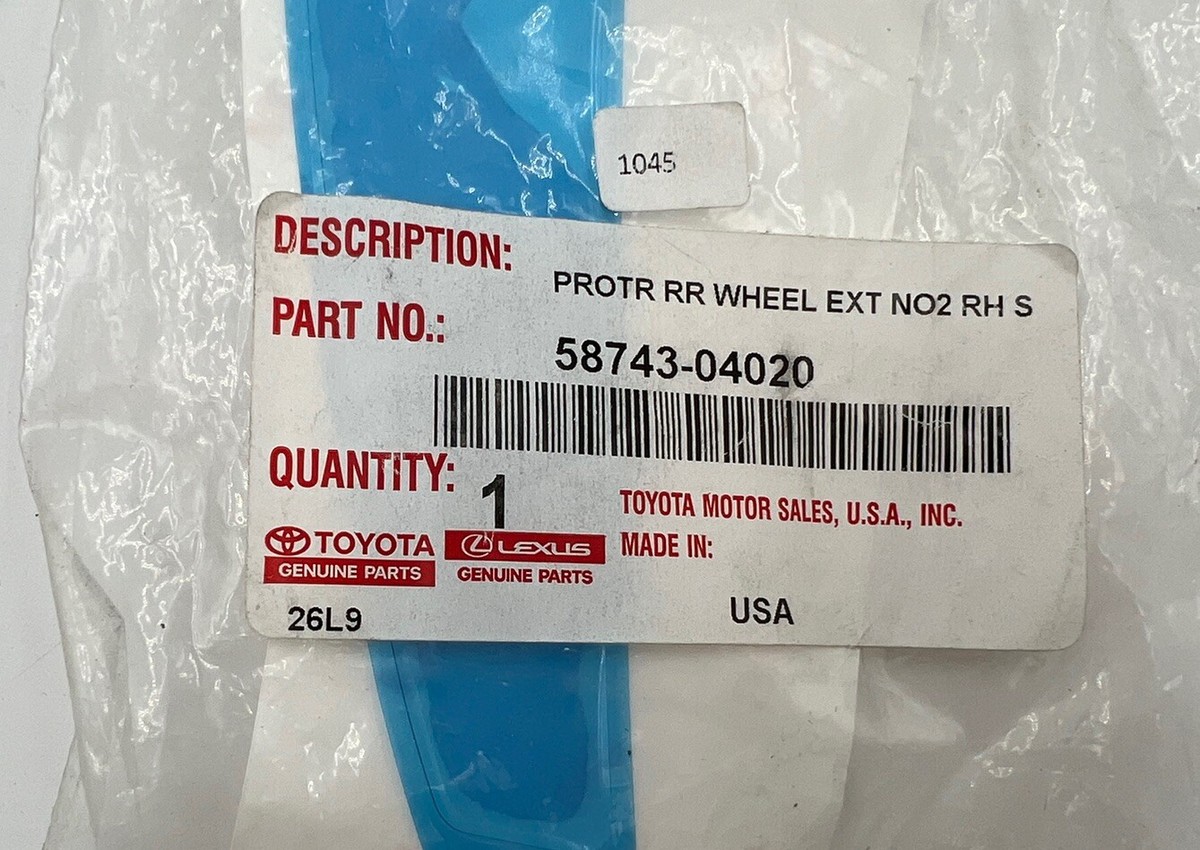 1045
DESCRIPTION:
PROTR RR WHEEL EXT NO2 RH S
PART NO.:
58743-04020
QUANTITY:
1
TOYOTA MOTOR SALES, U.S.A., INC.
MADE IN:
TOYOTA
GENUINE PARTS
LEXUS
GENUINE PARTS
26L9
USA